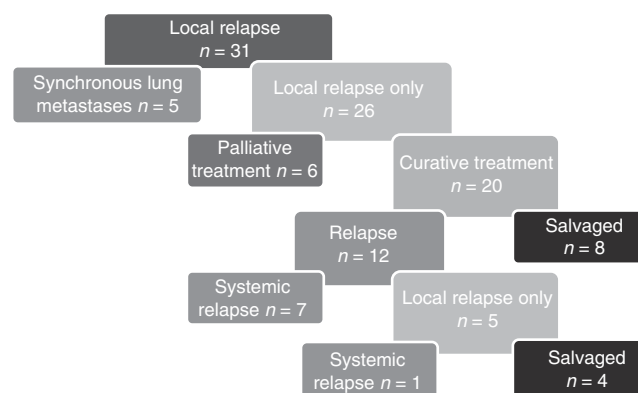 Local relapse
n = 31
Synchronous lung
metastases n = 5
Local relapse only
n = 26
Palliative
treatment n = 6
Curative treatment
n = 20
Relapse
n = 12
Salvaged
n = 8
Systemic
relapse n = 7
Local relapse only
n = 5
Systemic
relapse n = 1
Salvaged
n = 4